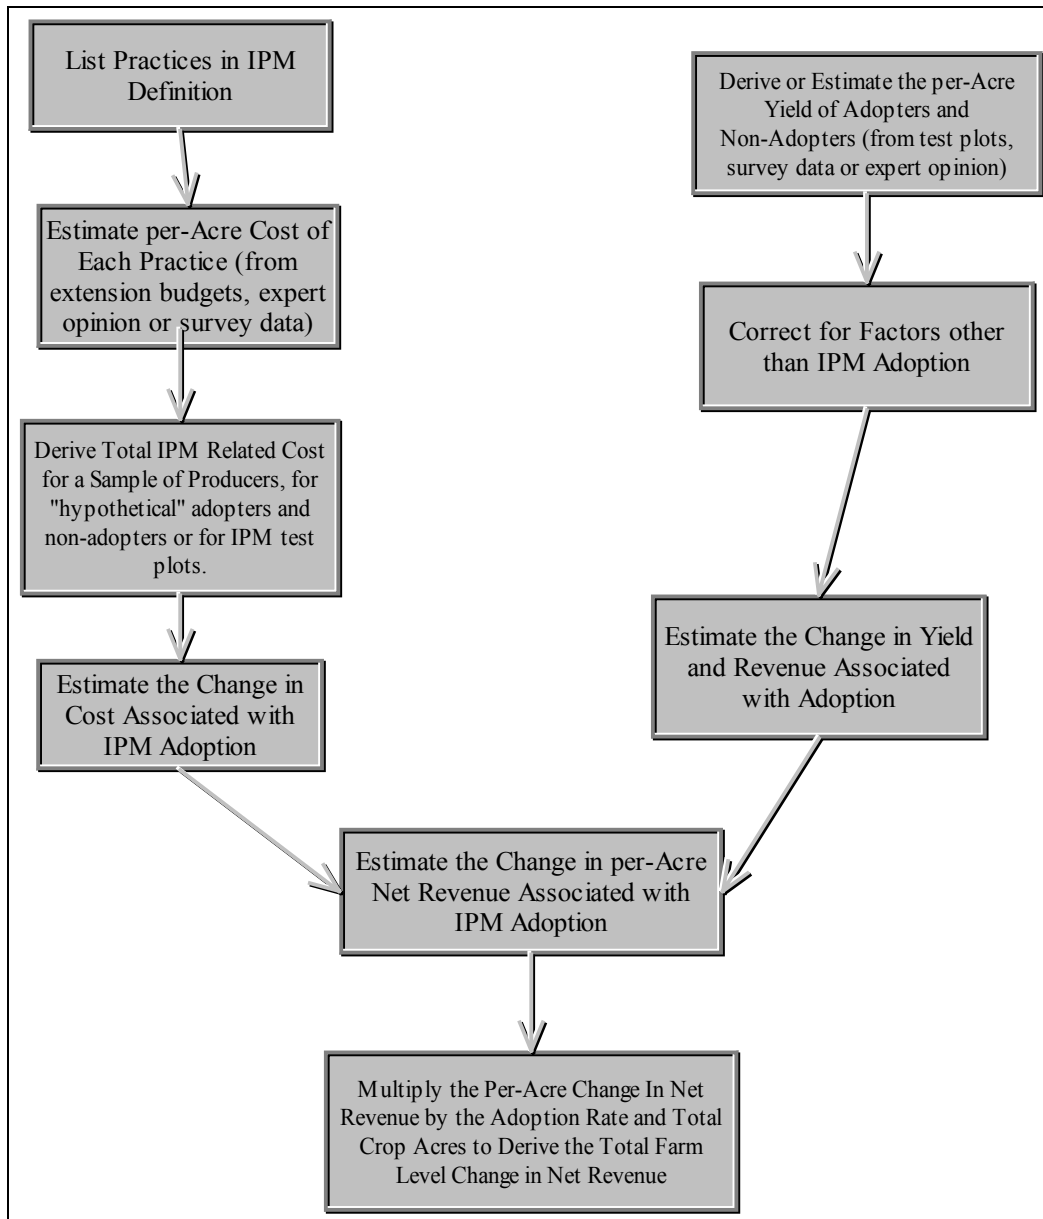 List Practices in IPM
Definition
Derive or Estimate the per-Acre
Yield of Adopters and
Non-Adopters (from test plots,
survey data or expert opinion)
Estimate per-Acre Cost of
Each Practice (from
extension budgets, expert
opinion or survey data)
Correct for Factors other
than IPM Adoption
Derive Total IPM Related Cost
for a Sample of Producers, for
"hypothetical" adopters and
non-adopters or for IPM test
plots.
Estimate the Change in Yield
and Revenue Associated
with Adoption
Estimate the Change in
Cost Associated with
IPM Adoption
Estimate the Change in per-Acre
Net Revenue Associated with
IPM Adoption
Multiply the Per-Acre Change In Net
Revenue by the Adoption Rate and Total
Crop Acres to Derive the Total Farm
Level Change in Net Revenue